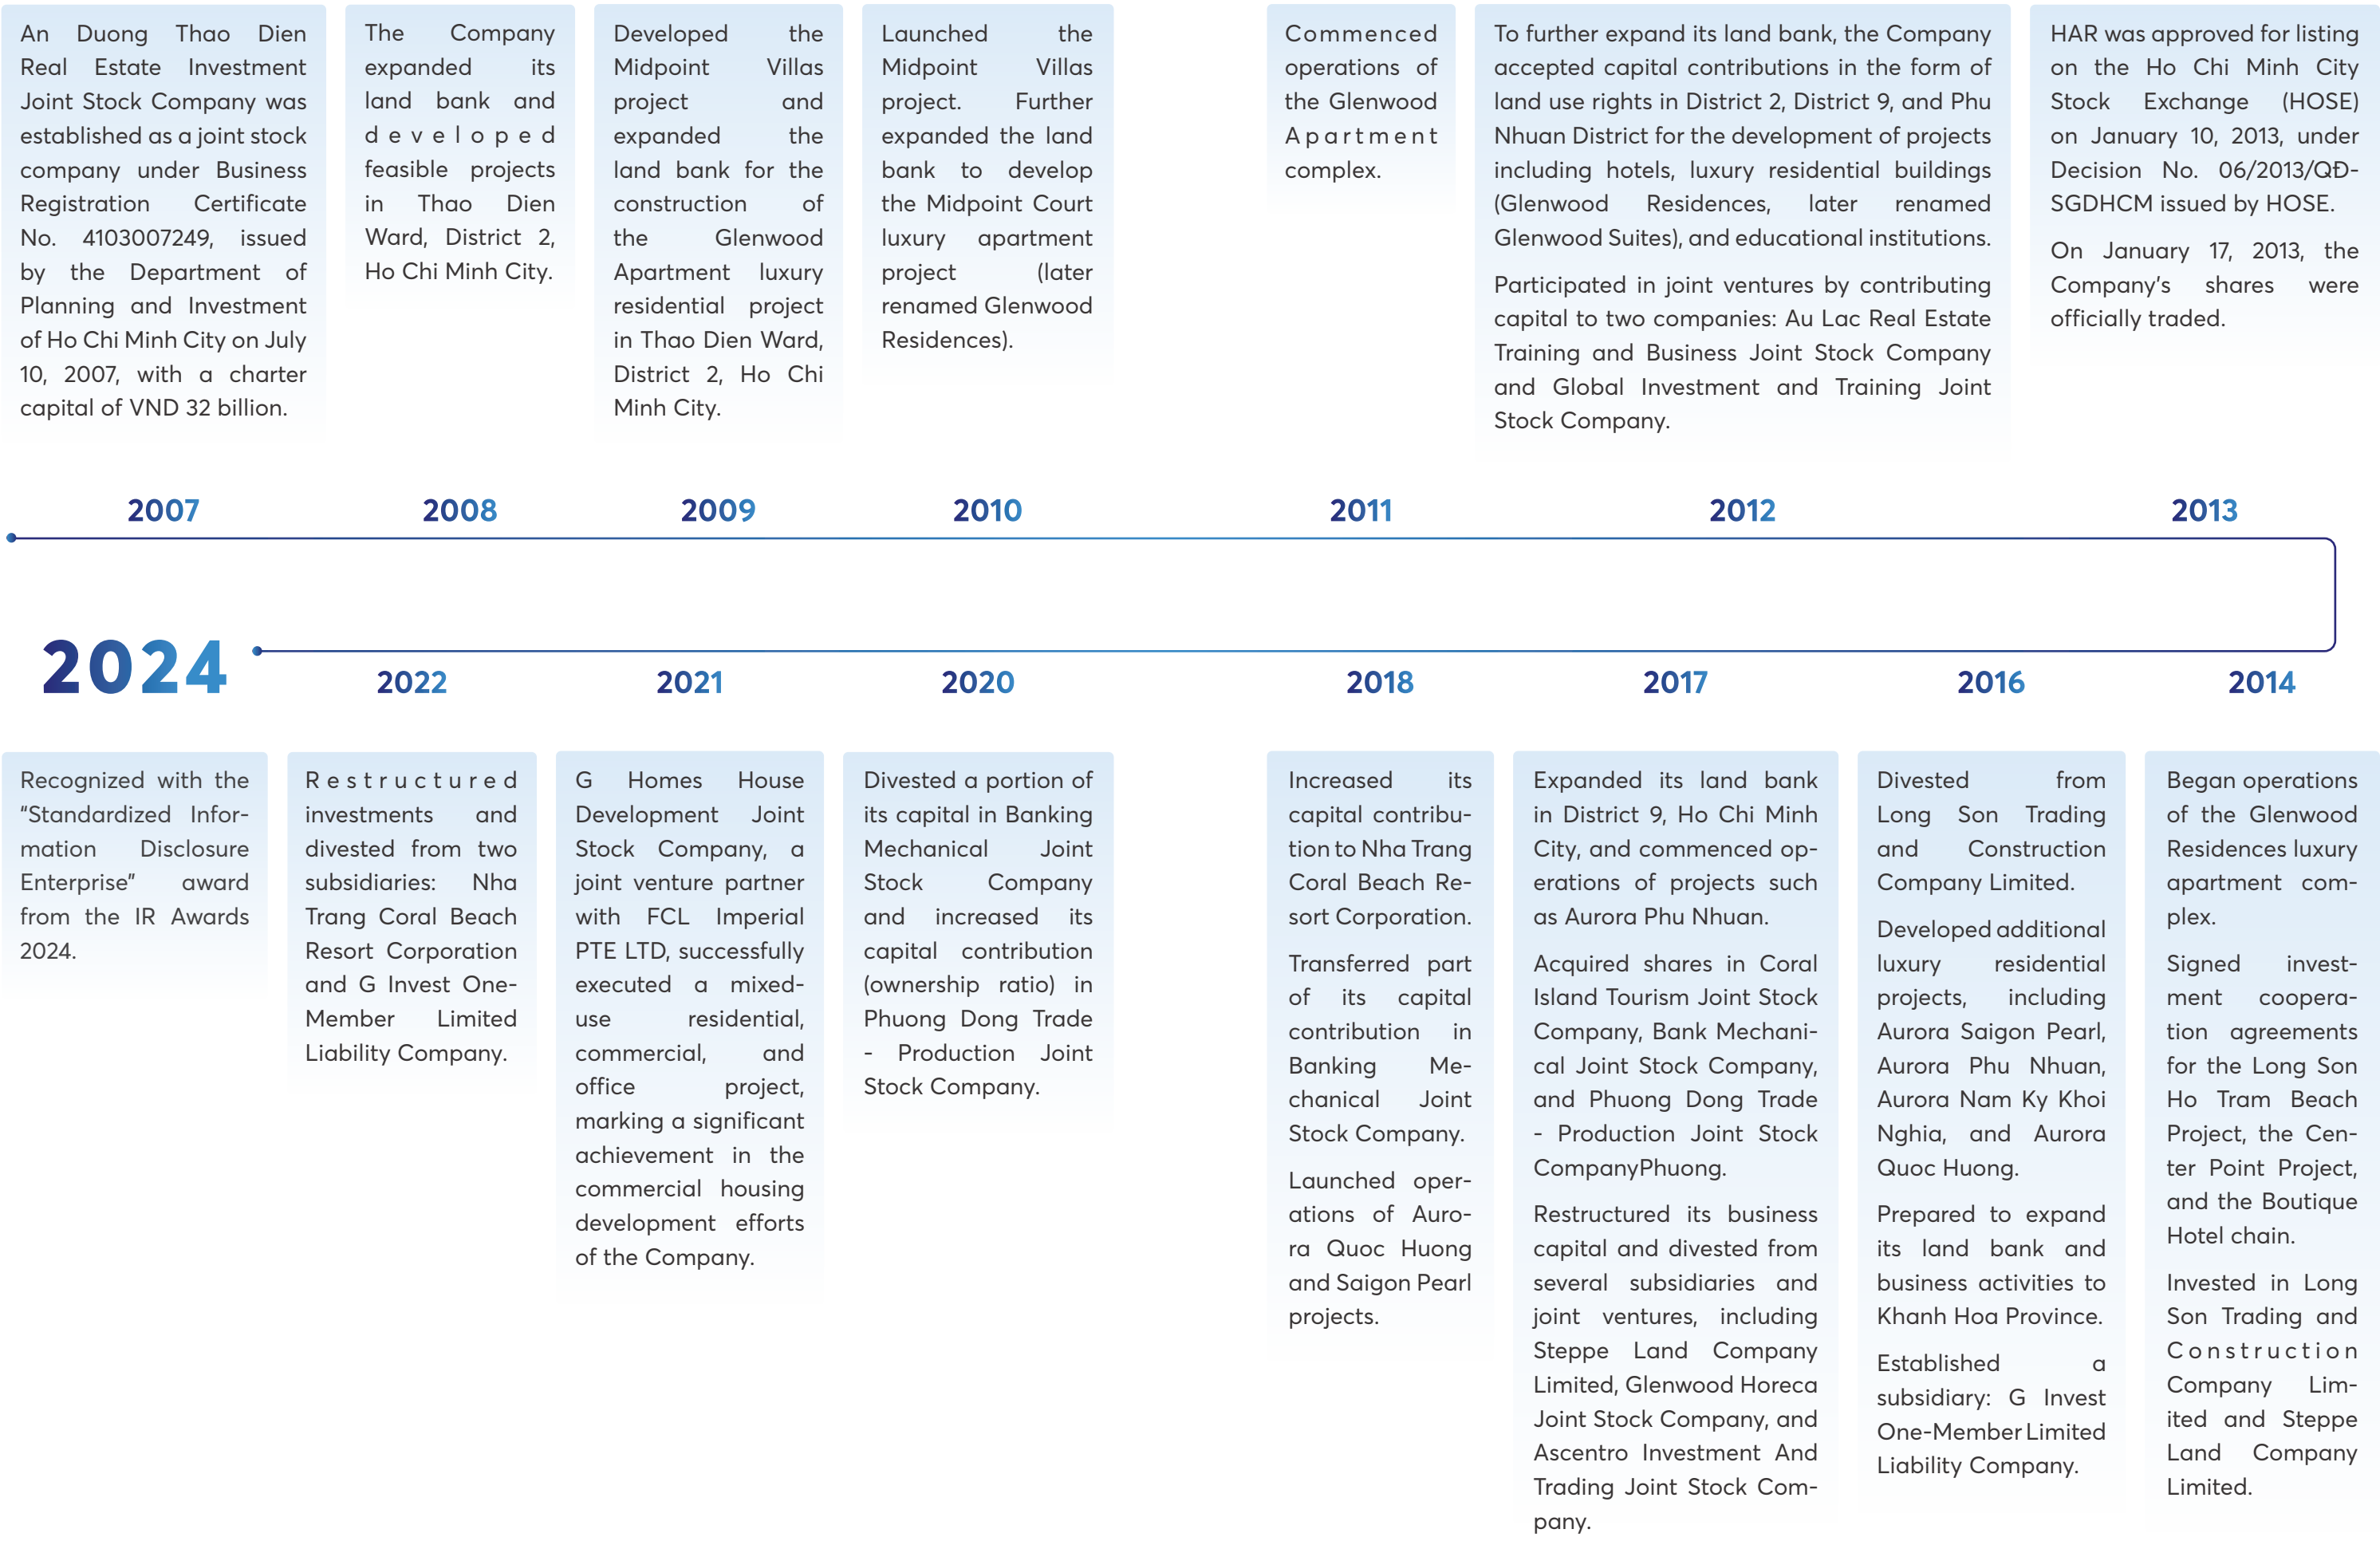 An Duong Thao Dien
Real Estate Investment
Joint Stock Company was
established as a joint stock
company under Business
Registration Certificate
No. 4103007249, issued
by the Department of
Planning and Investment
of Ho Chi Minh City on July
10, 2007, with a charter
capital of VND 32 billion.
2007
The Company
expanded its
land bank and
developed
feasible projects
in Thao Dien
Ward, District 2,
Ho Chi Minh City.
2008
Developed the
Midpoint Villas
project and
expanded the
land bank for the
construction of
the Glenwood
Apartment luxury
residential project
in Thao Dien Ward,
District 2, Ho Chi
Minh City.
2009
Launched the
Midpoint Villas
project. Further
expanded the land
bank to develop
the Midpoint Court
luxury apartment
project (later
renamed Glenwood
Residences).
2010
Commenced
operations of
the Glenwood
Apartment
complex.
2011
To further expand its land bank, the Company
accepted capital contributions in the form of
land use rights in District 2, District 9, and Phu
Nhuan District for the development of projects
including hotels, luxury residential buildings
(Glenwood Residences, later renamed
Glenwood Suites), and educational institutions.
Participated in joint ventures by contributing
capital to two companies: Au Lac Real Estate
Training and Business Joint Stock Company
and Global Investment and Training Joint
Stock Company.
2012
HAR was approved for listing
on the Ho Chi Minh City
Stock Exchange (HOSE)
on January 10, 2013, under
Decision No. 06/2013/QĐ-
SGDHCM issued by HOSE.
On January 17, 2013, the
Company's shares were
officially traded.
2013
2024
Recognized with the
“Standardized Infor-
mation Disclosure
Enterprise” award
from the IR Awards
2024.
2022
Restructured
investments and
divested from two
subsidiaries: Nha
Trang Coral Beach
Resort Corporation
and G Invest One-
Member Limited
Liability Company.
2021
G Homes House
Development Joint
Stock Company, a
joint venture partner
with FCL Imperial
PTE LTD, successfully
executed a mixed-
use residential,
commercial, and
office project,
marking a significant
achievement in the
commercial housing
development efforts
of the Company.
2020
Divested a portion of
its capital in Banking
Mechanical Joint
Stock Company
and increased its
capital contribution
(ownership ratio) in
Phuong Dong Trade
- Production Joint
Stock Company.
2018
Increased its
capital contribu-
tion to Nha Trang
Coral Beach Re-
sort Corporation.
Transferred part
of its capital
contribution in
Banking Me-
chanical Joint
Stock Company.
Launched oper-
ations of Auro-
ra Quoc Huong
and Saigon Pearl
projects.
2017
Expanded its land bank
in District 9, Ho Chi Minh
City, and commenced op-
erations of projects such
as Aurora Phu Nhuan.
Acquired shares in Coral
Island Tourism Joint Stock
Company, Bank Mechani-
cal Joint Stock Company,
and Phuong Dong Trade
- Production Joint Stock
CompanyPhuong.
Restructured its business
capital and divested from
several subsidiaries and
joint ventures, including
Steppe Land Company
Limited, Glenwood Horeca
Joint Stock Company, and
Ascentro Investment And
Trading Joint Stock Com-
pany.
2016
Divested from
Long Son Trading
and Construction
Company Limited.
Developed additional
luxury residential
projects, including
Aurora Saigon Pearl,
Aurora Phu Nhuan,
Aurora Nam Ky Khoi
Nghia, and Aurora
Quoc Huong.
Prepared to expand
its land bank and
business activities to
Khanh Hoa Province.
Established a
subsidiary: G Invest
One-Member Limited
Liability Company.
2014
Began operations
of the Glenwood
Residences luxury
apartment com-
plex.
Signed invest-
ment coopera-
tion agreements
for the Long Son
Ho Tram Beach
Project, the Cen-
ter Point Project,
and the Boutique
Hotel chain.
Invested in Long
Son Trading and
Construction
Company Lim-
ited and Steppe
Land Company
Limited.